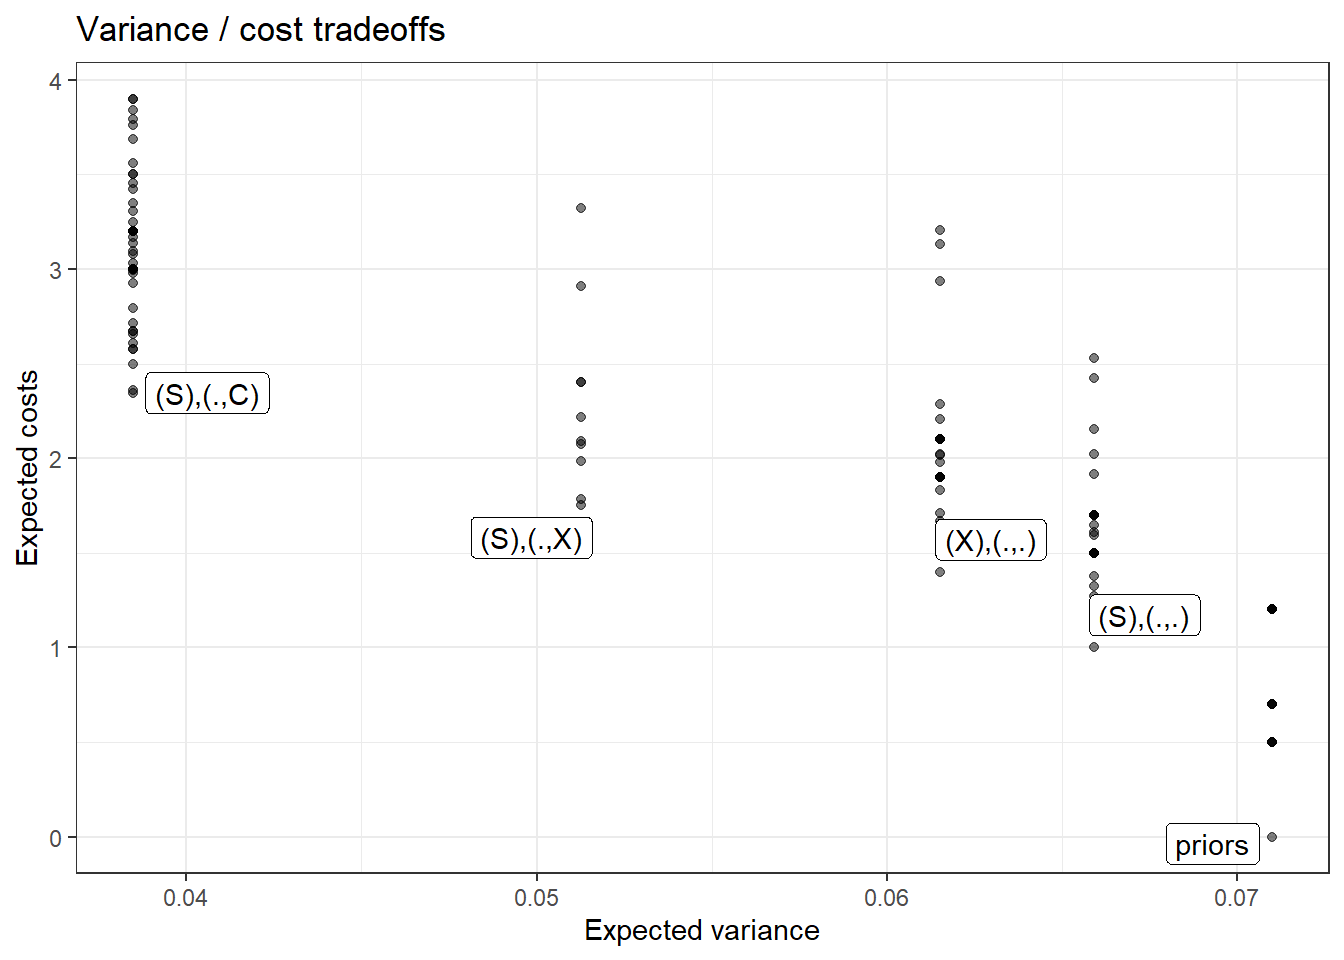 Variance / cost tradeoffs
Expected costs
4
3
2
1
0
(S),(.,C)
(S),(.,X)
(X),(.,.)
(S),(.,.)
priors
0.04
0.05
0.06
0.07
Expected variance